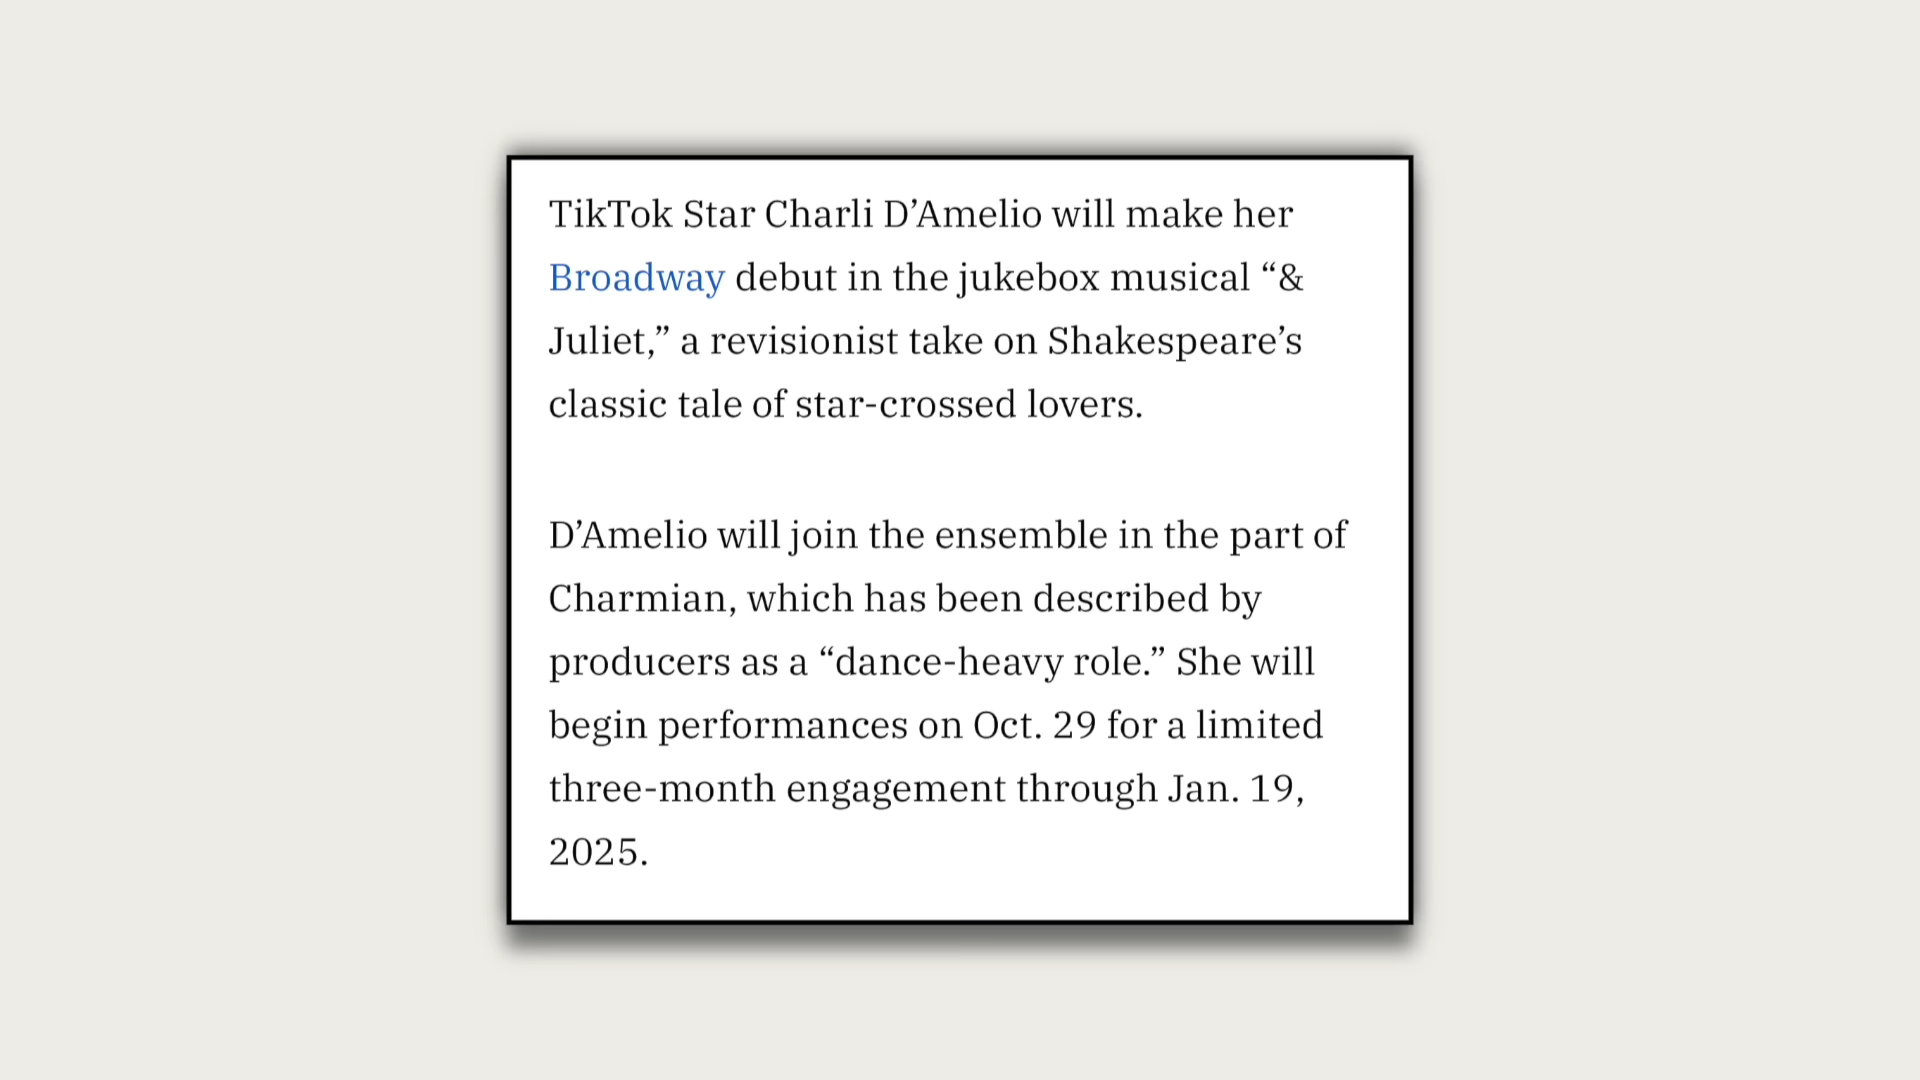 TikTok Star Charli D’Amelio will make her
Broadway debut in the jukebox musical “&
Juliet,” a revisionist take on Shakespeare’s
classic tale of star-crossed lovers.
D’Amelio will join the ensemble in the part of
Charmian, which has been described by
producers as a “dance-heavy role.” She will
begin performances on Oct. 29 for a limited
three-month engagement through Jan. 19,
2025.